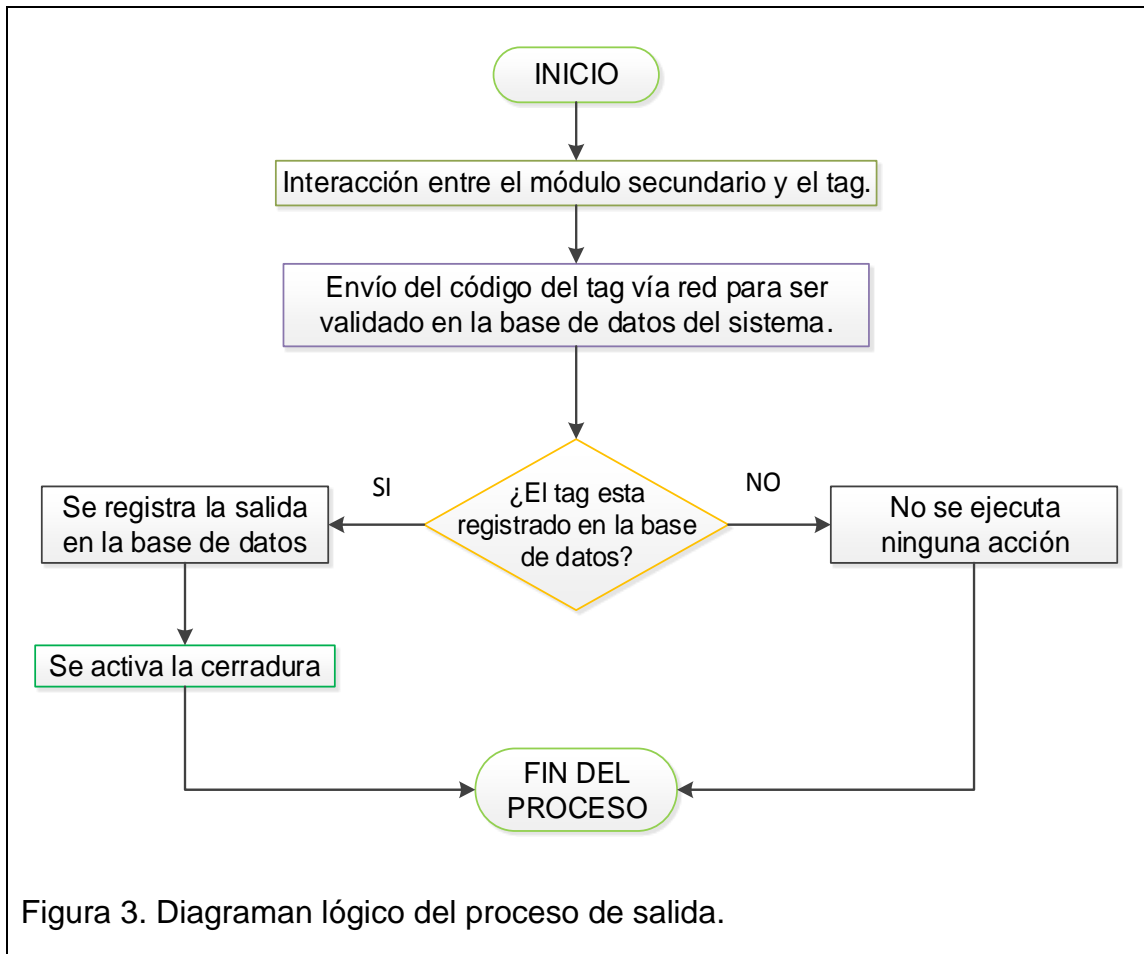 INICIO
Interacción entre el módulo secundario y el tag.
Envío del código del tag vía red para ser
validado en la base de datos del sistema.
¿El tag esta
registrado en la base
de datos?
SI
NO
Se registra la salida
en la base de datos
No se ejecuta
ninguna acción
Se activa la cerradura
FIN DEL
PROCESO
Figura 3. Diagraman lógico del proceso de salida.